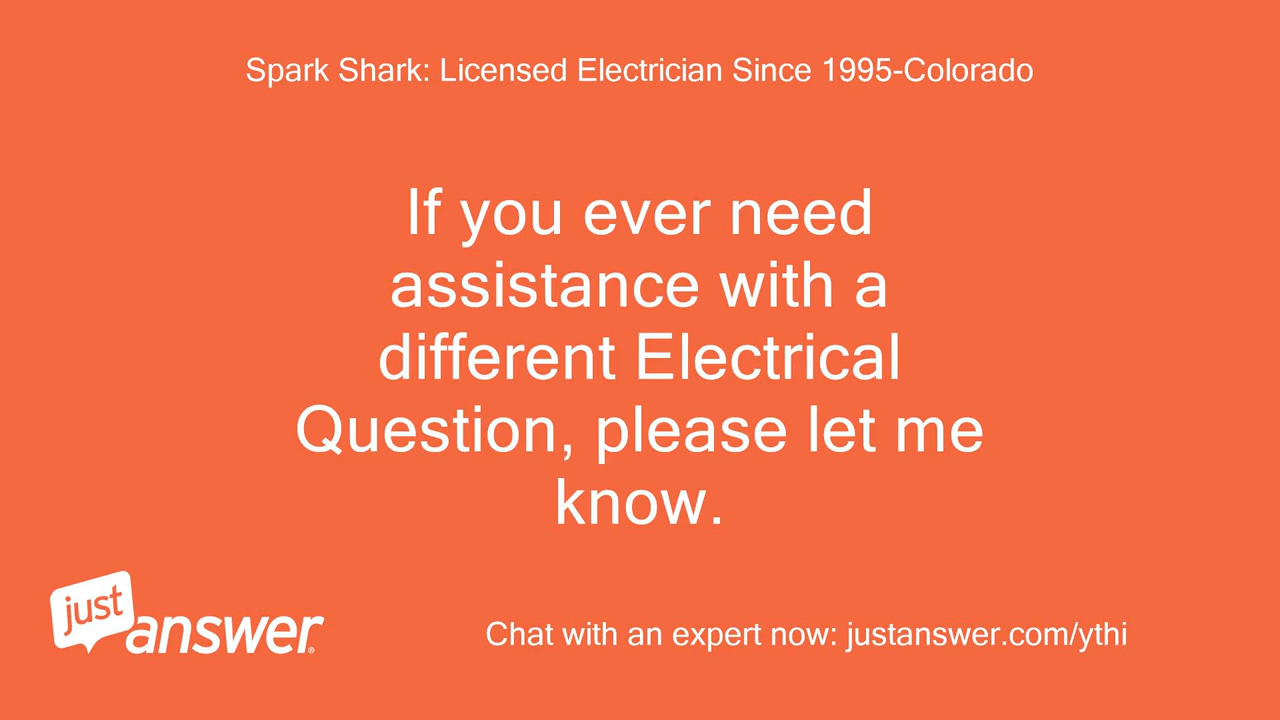 Spark Shark: Licensed Electrician Since 1995-Colorado
If you ever need
assistance with a
different Electrical
Question, please let me
know.
just
answer®
Chat with an expert now: justanswer.com/ythi